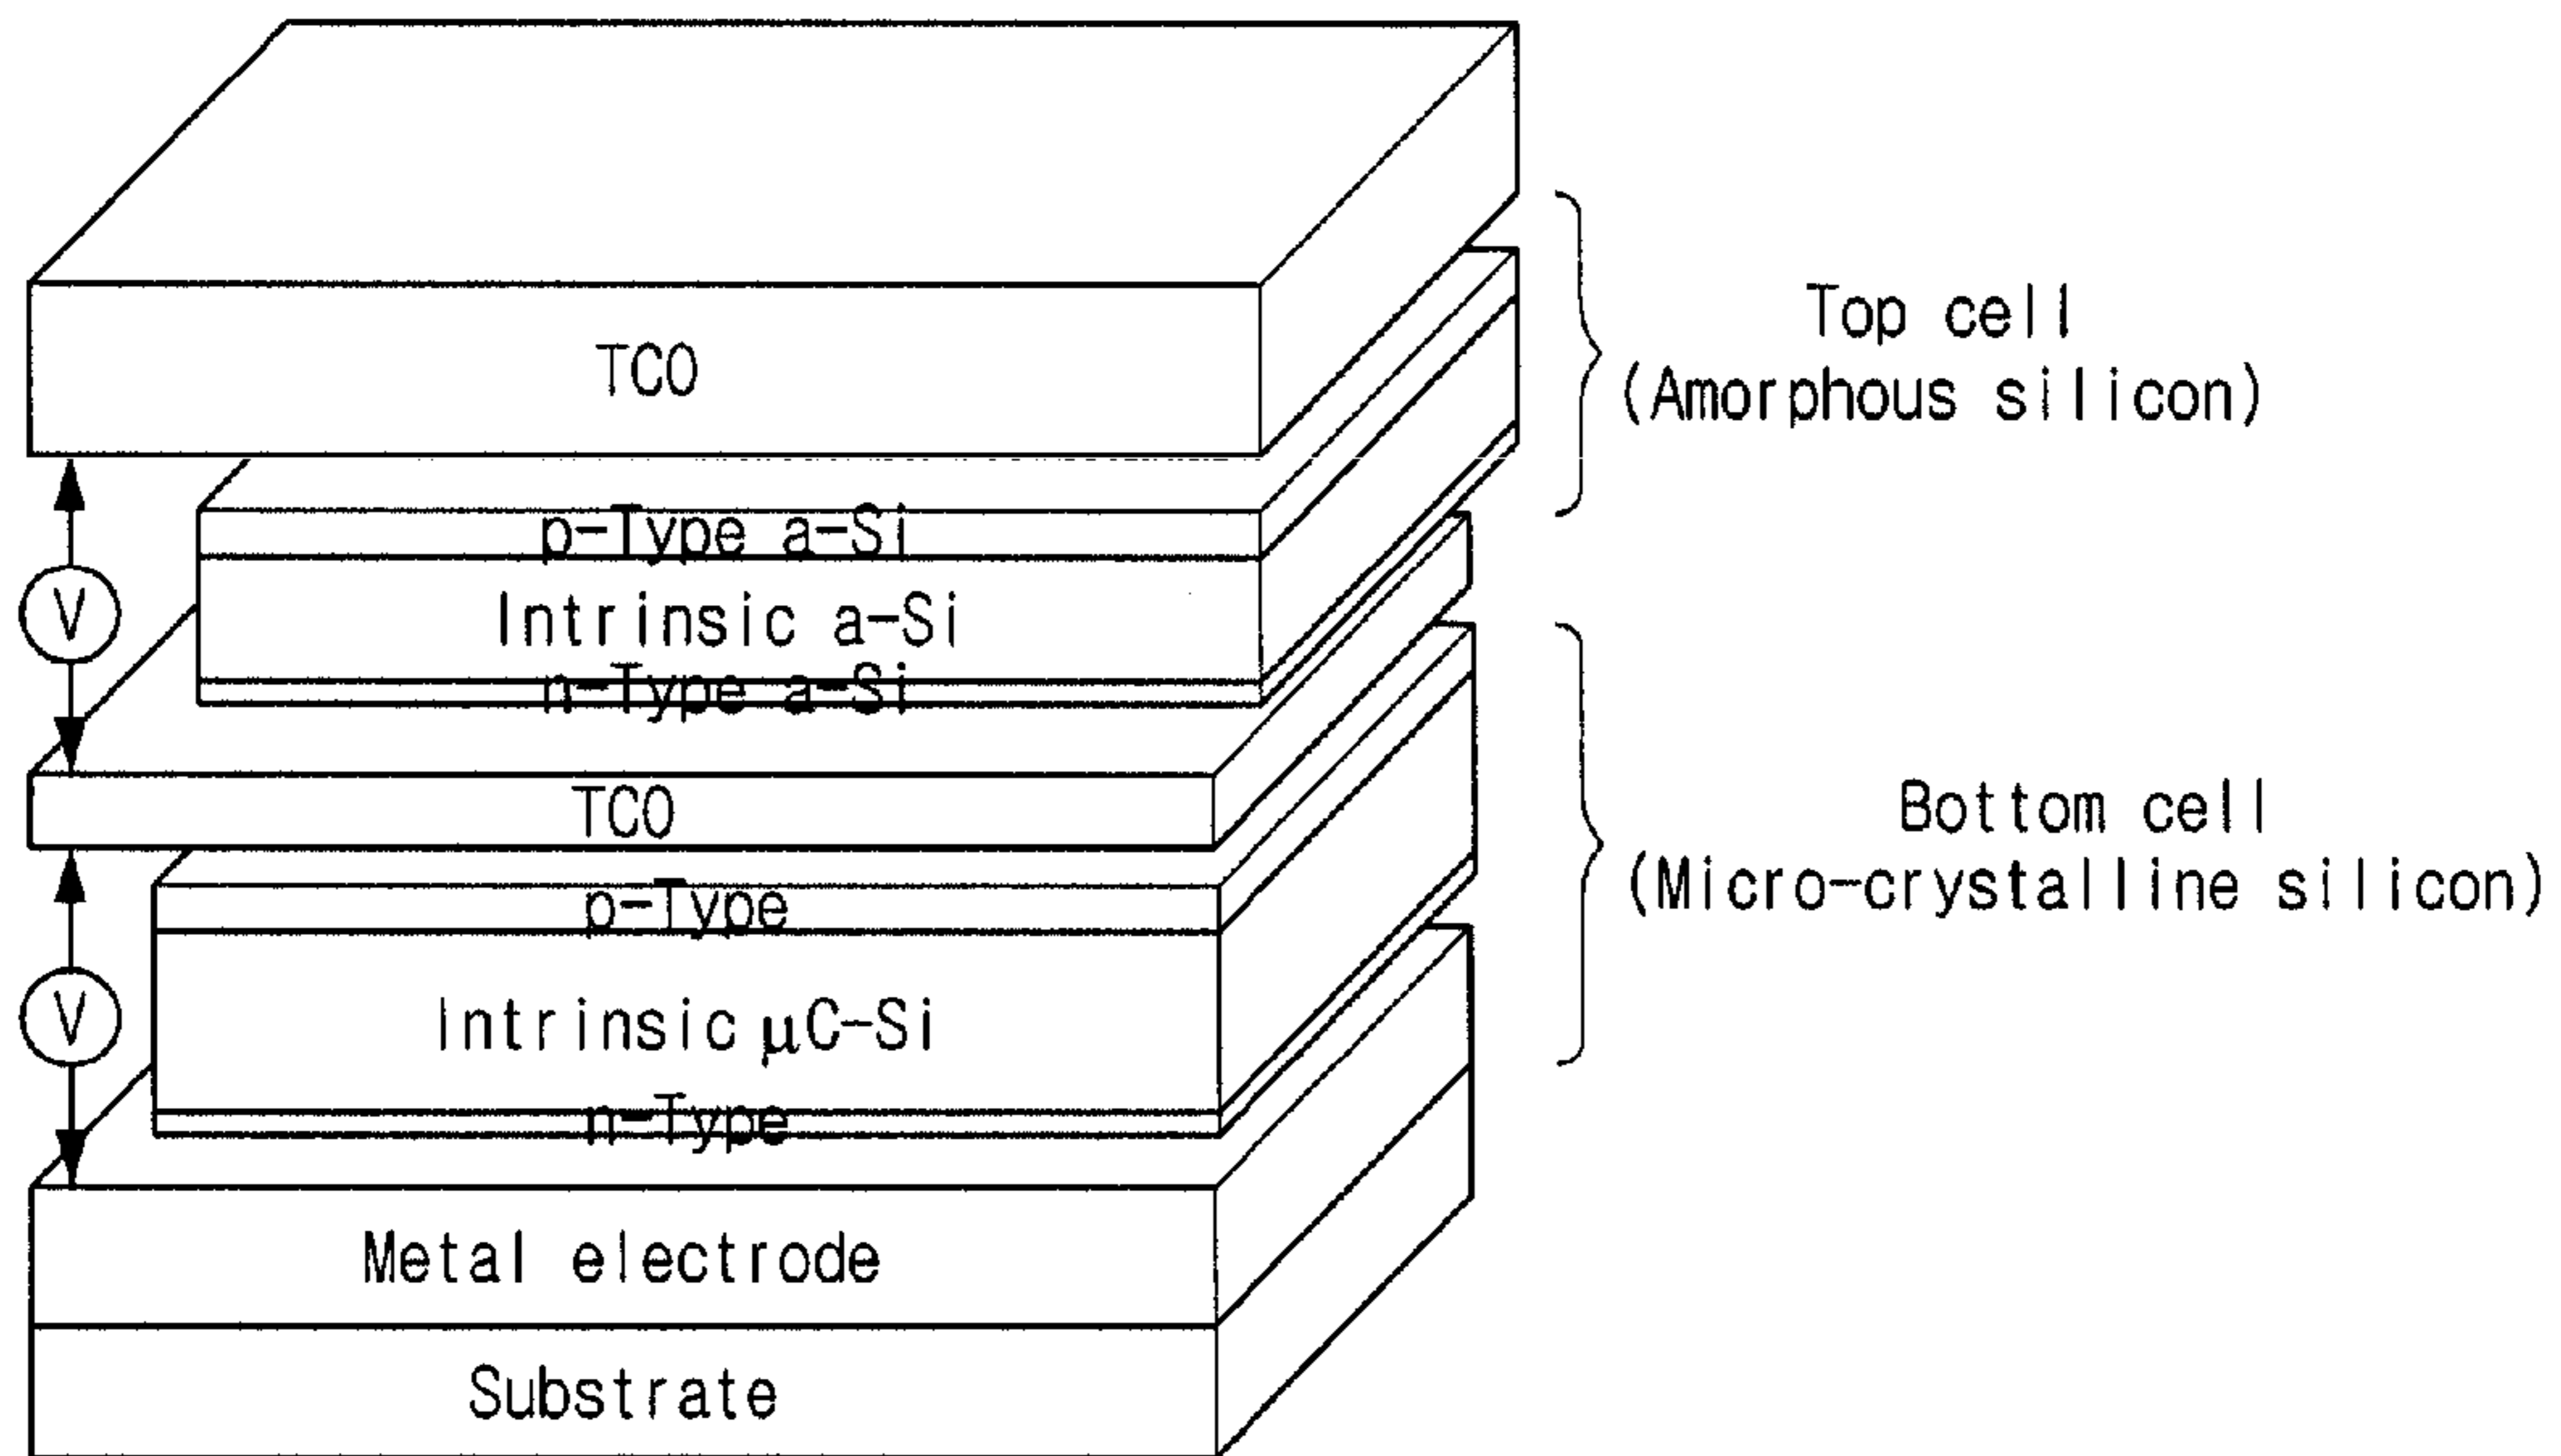 TCO
Top cell
(Amorphous silicon)
p-Type a-Si
V
Intrinsic a-Si
n-Type a-Si
TCO
Bottom cell
(Micro-crystalline silicon)
p-Type
V
Intrinsic μC-Si
n-Type
Metal electrode
Substrate